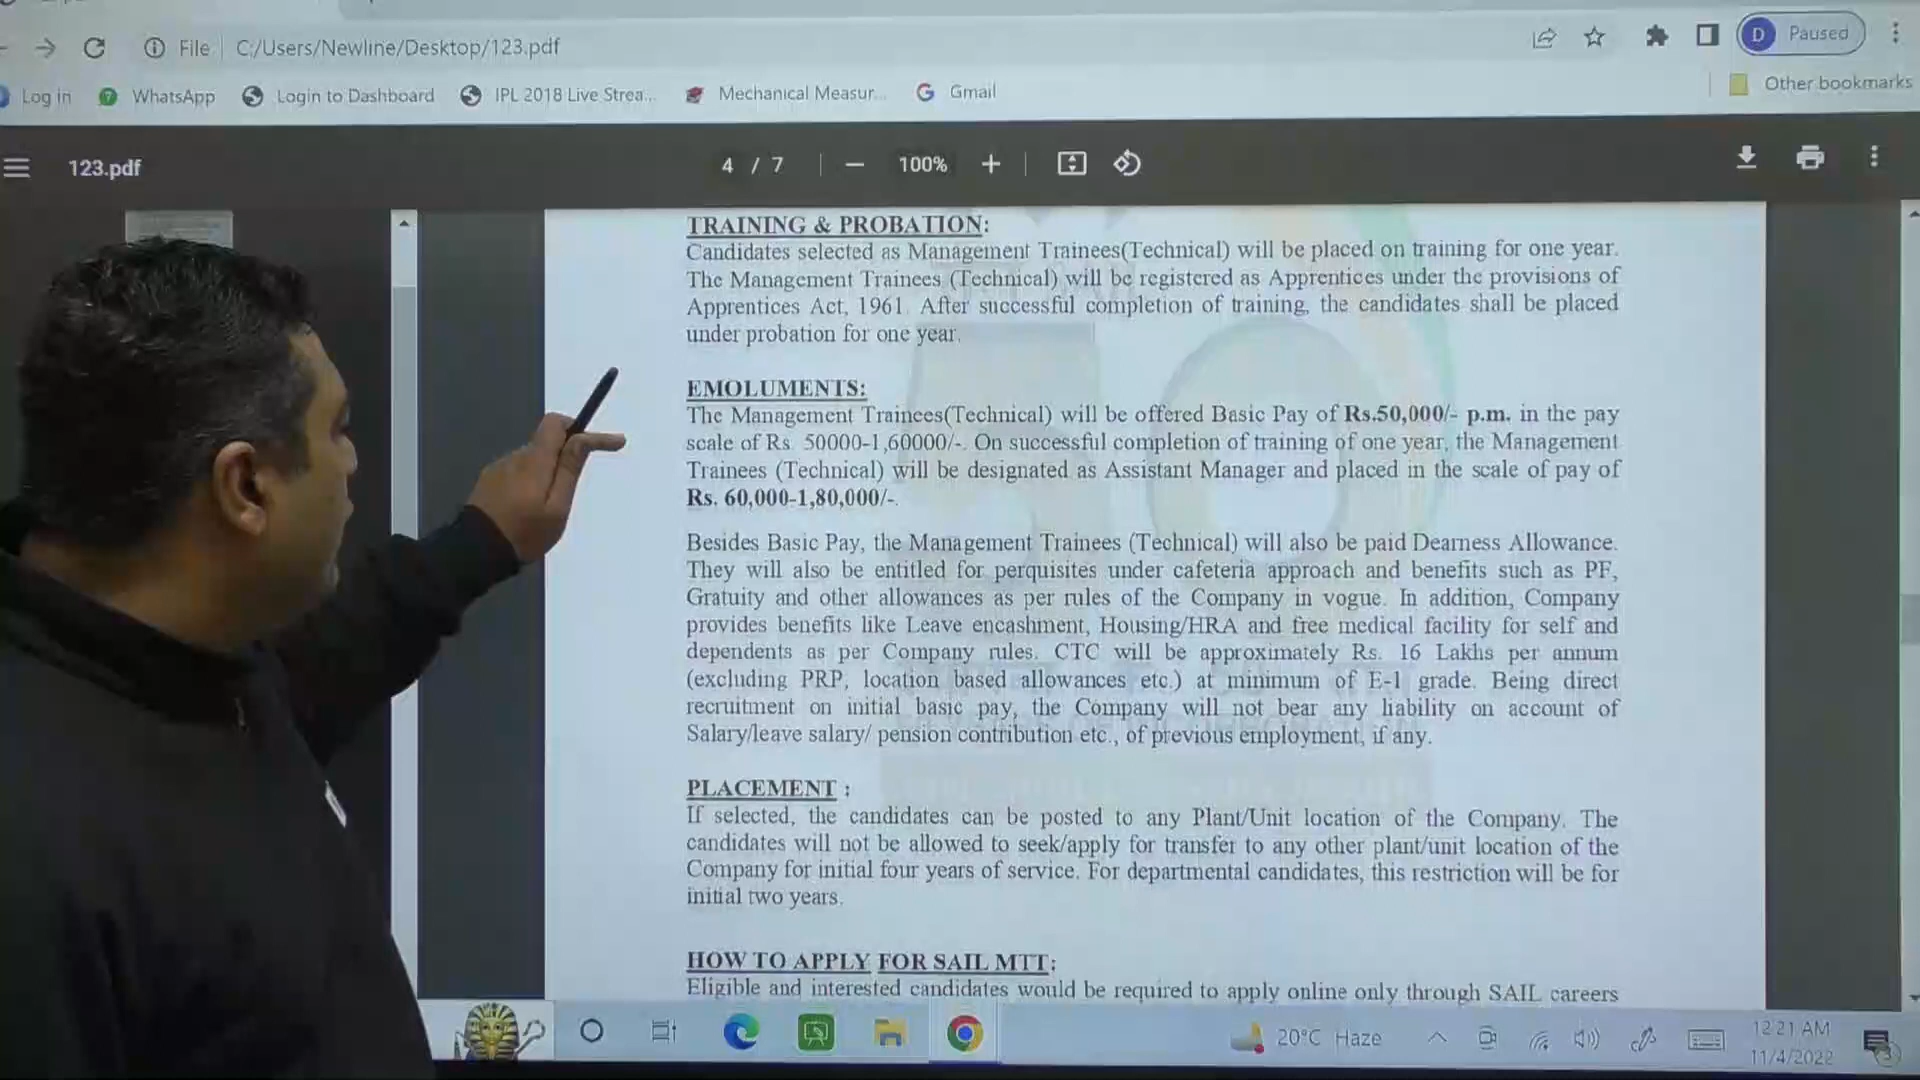 File C:/Users/Newline/Desktop/123.pdf
D Paused
Log in WhatsApp Login to Dashboard IPL 2018 Live Strea... Mechanical Measur... Gmail Other bookmarks
123.pdf 4 / 7 100%
TRAINING & PROBATION:
Candidates selected as Management Trainees(Technical) will be placed on training for one year.
The Management Trainees (Technical) will be registered as Apprentices under the provisions of
Apprentices Act, 1961. After successful completion of training, the candidates shall be placed
under probation for one year.
EMOLUMENTS:
The Management Trainees(Technical) will be offered Basic Pay of Rs.50,000/- p.m. in the pay
scale of Rs. 50000-1,60000/-. On successful completion of training of one year, the Management
Trainees (Technical) will be designated as Assistant Manager and placed in the scale of pay of
Rs. 60,000-1,80,000/-.
Besides Basic Pay, the Management Trainees (Technical) will also be paid Dearness Allowance.
They will also be entitled for perquisites under cafeteria approach and benefits such as PF,
Gratuity and other allowances as per rules of the Company in vogue. In addition, Company
provides benefits like Leave encashment, Housing/HRA and free medical facility for self and
dependents as per Company rules. CTC will be approximately Rs. 16 Lakhs per annum
(excluding PRP, location based allowances etc.) at minimum of E-1 grade. Being direct
recruitment on initial basic pay, the Company will not bear any liability on account of
Salary/leave salary/ pension contribution etc., of previous employment, if any.
PLACEMENT :
If selected, the candidates can be posted to any Plant/Unit location of the Company. The
candidates will not be allowed to seek/apply for transfer to any other plant/unit location of the
Company for initial four years of service. For departmental candidates, this restriction will be for
initial two years.
HOW TO APPLY FOR SAIL MTT:
Eligible and interested candidates would be required to apply online only through SAIL careers
20°C Haze
12:21 AM
11/4/2022
3